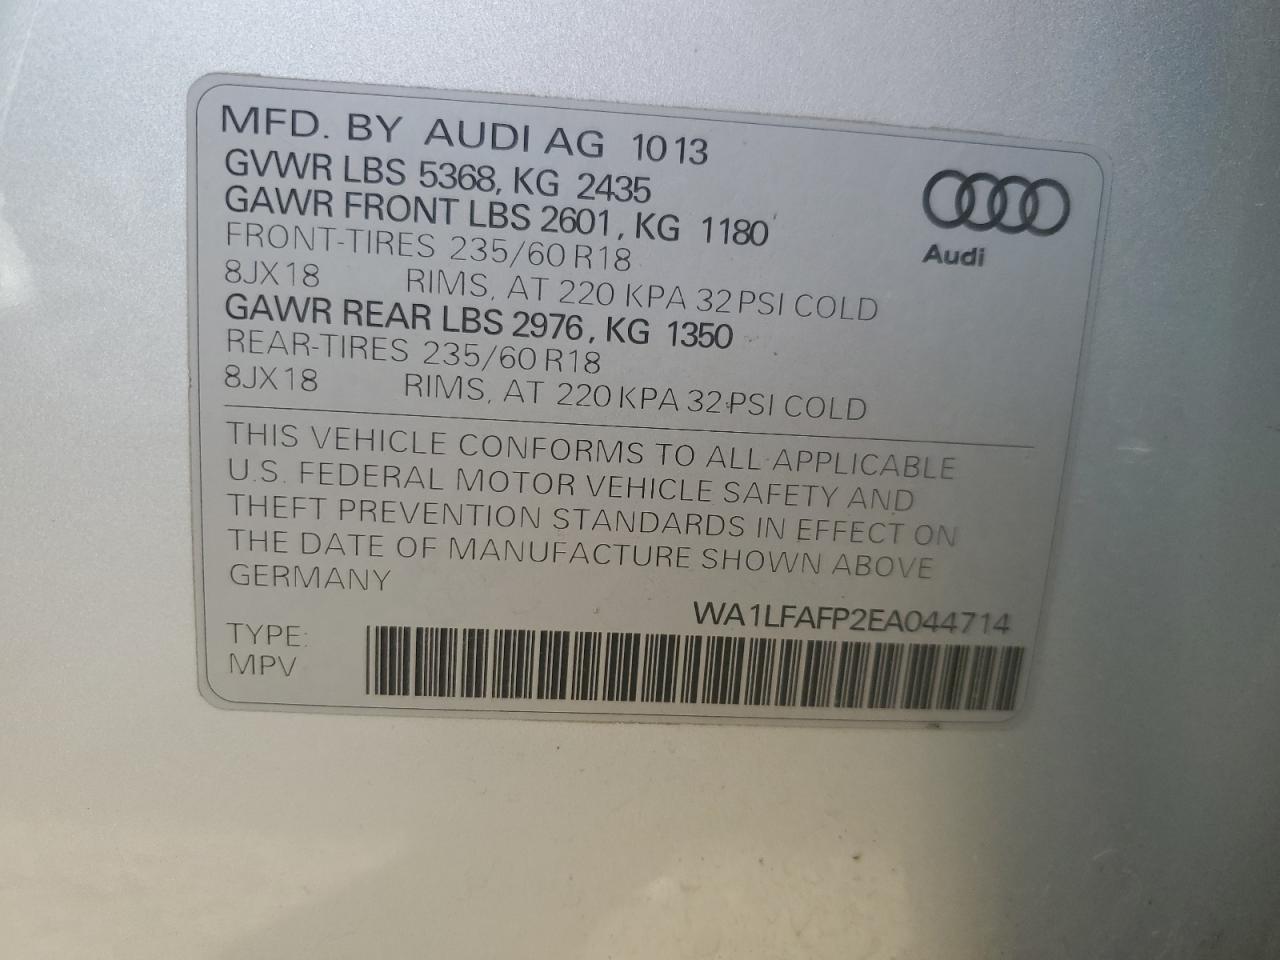 MFD. BY AUDI AG 10 13
GVWR LBS 5368, KG 2435
GAWR FRONT LBS 2601, KG 1180
FRONT-TIRES 235/60 R18
8JX18 RIMS, AT 220 KPA 32 PSI COLD
GAWR REAR LBS 2976, KG 1350
REAR-TIRES 235/60 R18
8JX18 RIMS, AT 220 KPA 32 PSI COLD
Audi
THIS VEHICLE CONFORMS TO ALL APPLICABLE
U.S. FEDERAL MOTOR VEHICLE SAFETY AND
THEFT PREVENTION STANDARDS IN EFFECT ON
THE DATE OF MANUFACTURE SHOWN ABOVE
GERMANY
WA1LFAFP2EA044714
TYPE:
MPV